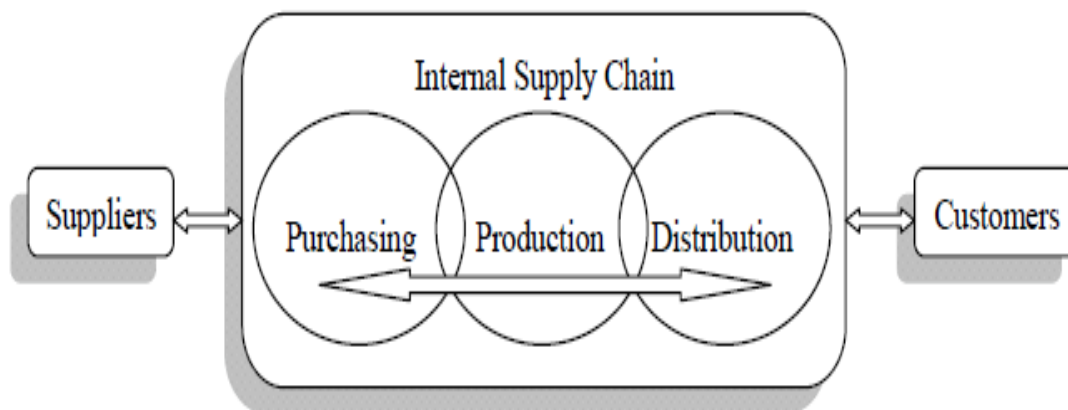 Internal Supply Chain
Suppliers
Purchasing
Production
Distribution
Customers